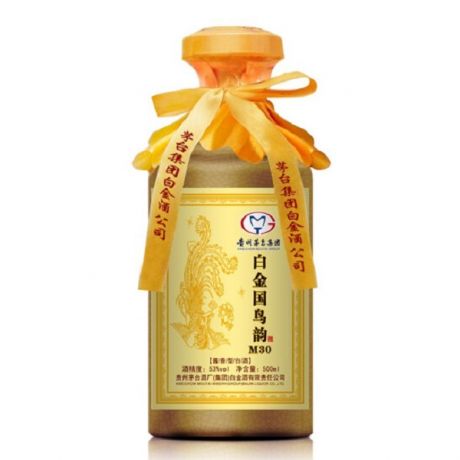 茅台集团白金酒公司
茅台集团白金酒公司
贵州茅台集团
白金国鸟韵
M30
【酱香型白酒】
酒精度：53%vol 净含量：500ml
贵州茅台酒厂(集团)白金酒有限责任公司